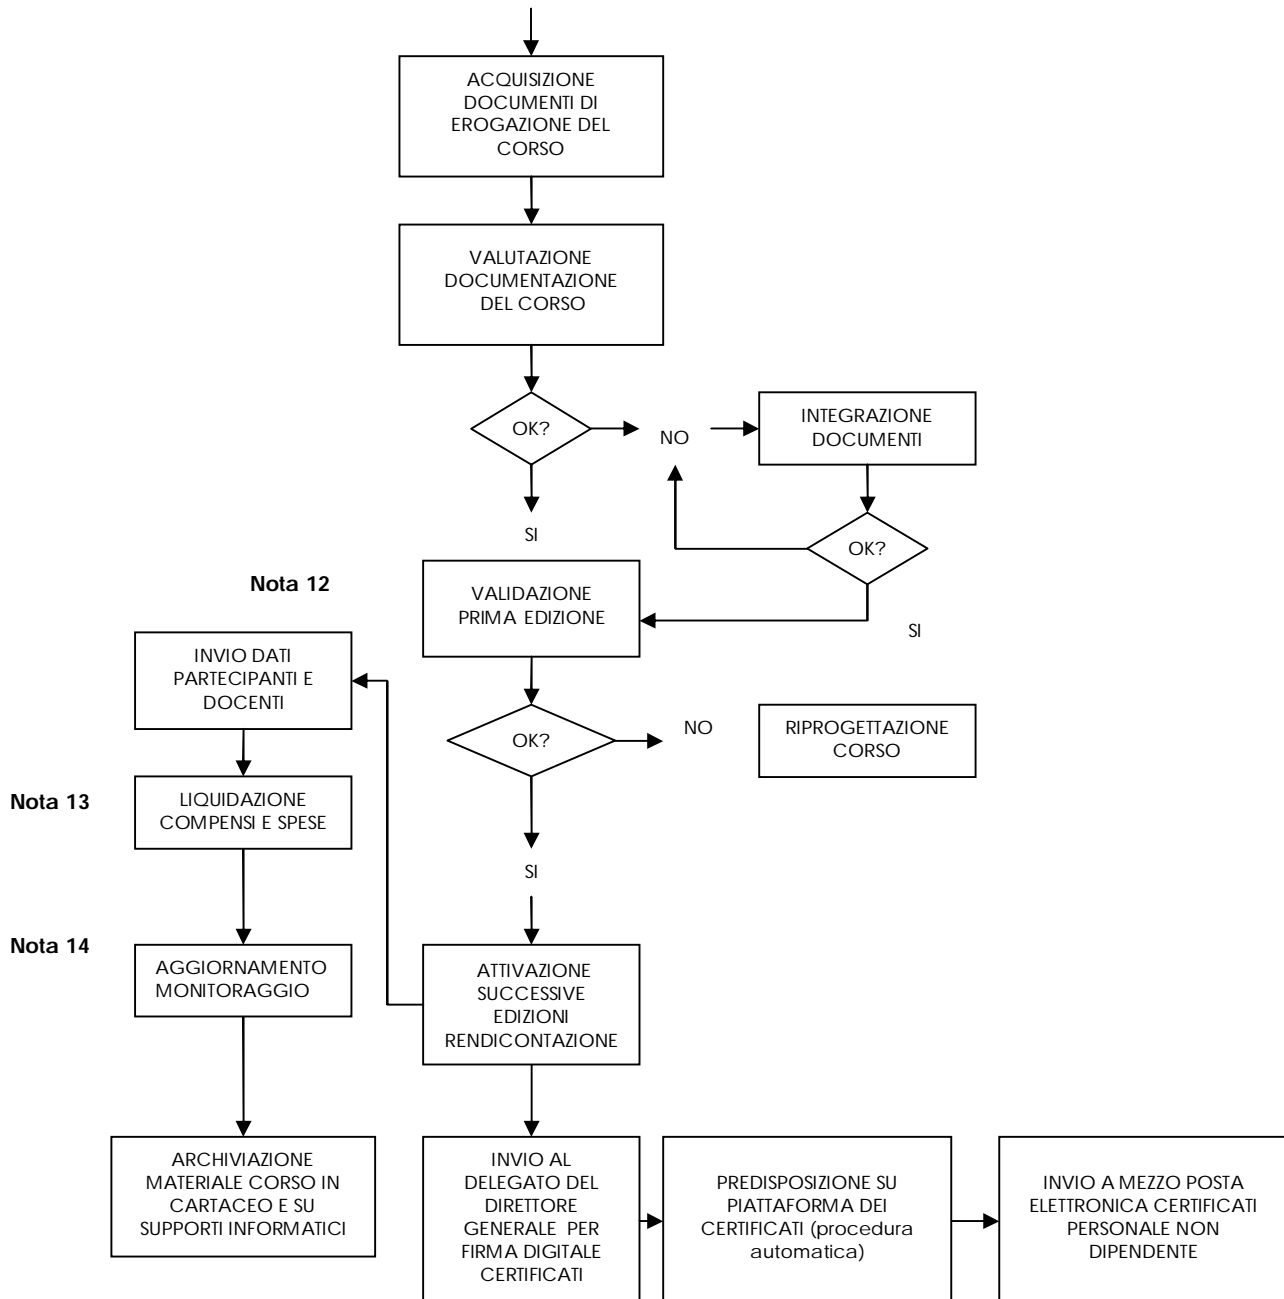 ACQUISIZIONE
DOCUMENTI DI
EROGAZIONE DEL
CORSO
VALUTAZIONE
DOCUMENTAZIONE
DEL CORSO
OK?
NO
INTEGRAZIONE
DOCUMENTI
SI
OK?
Nota 12
VALIDAZIONE
PRIMA EDIZIONE
SI
INVIO DATI
PARTECIPANTI E
DOCENTI
OK?
NO
RIPROGETTAZIONE
CORSO
Nota 13
LIQUIDAZIONE
COMPENSI E SPESE
SI
Nota 14
AGGIORNAMENTO
MONITORAGGIO
ATTIVAZIONE
SUCCESSIVE
EDIZIONI
RENDICONTAZIONE
ARCHIVIAZIONE
MATERIALE CORSO IN
CARTACEO E SU
SUPPORTI INFORMATICI
INVIO AL
DELEGATO DEL
DIRETTORE
GENERALE PER
FIRMA DIGITALE
CERTIFICATI
PREDISPOSIZIONE SU
PIATTAFORMA DEI
CERTIFICATI (procedura
automatica)
INVIO A MEZZO POSTA
ELETTRONICA CERTIFICATI
PERSONALE NON
DIPENDENTE